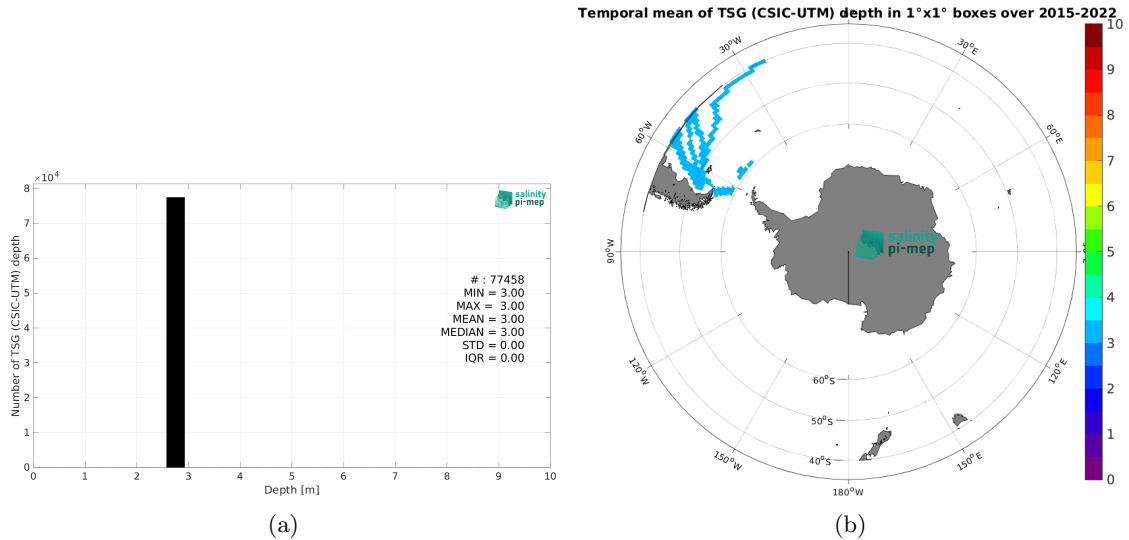 ×10⁴
8
7
6
5
4
3
2
1
0
Number of TSG (CSIC-UTM) depth
salinity
pi-mep
# : 77458
MIN = 3.00
MAX = 3.00
MEAN = 3.00
MEDIAN = 3.00
STD = 0.00
IQR = 0.00
0 1 2 3 4 5 6 7 8 9 10
Depth [m]
(a)
Temporal mean of TSG (CSIC-UTM) depth in 1°x1° boxes over 2015-2022
30°W
30°E
60°W
60°E
90°W
salinity
pi-mep
120°W
120°E
60°S
50°S
40°S
150°W
150°E
180°W
10
9
8
7
6
5
4
3
2
1
0
(b)